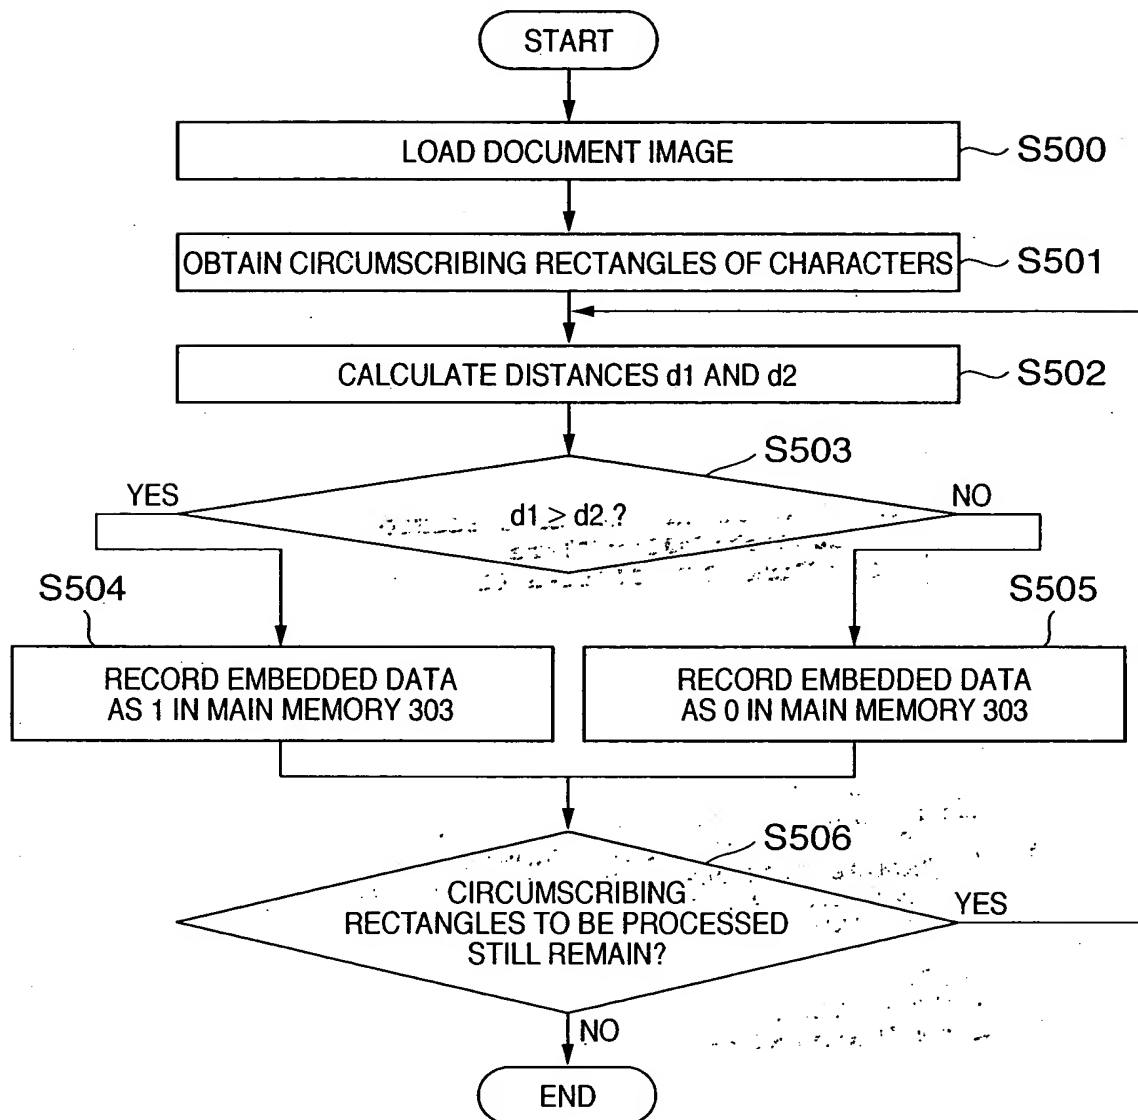 START
LOAD DOCUMENT IMAGE
S500
OBTAIN CIRCUMSCRIBING RECTANGLES OF CHARACTERS
S501
CALCULATE DISTANCES d1 AND d2
S502
S503
YES
NO
d1 > d2 ?
S504
S505
RECORD EMBEDDED DATA
AS 1 IN MAIN MEMORY 303
RECORD EMBEDDED DATA
AS 0 IN MAIN MEMORY 303
S506
CIRCUMSCRIBING
RECTANGLES TO BE PROCESSED
STILL REMAIN?
YES
NO
END